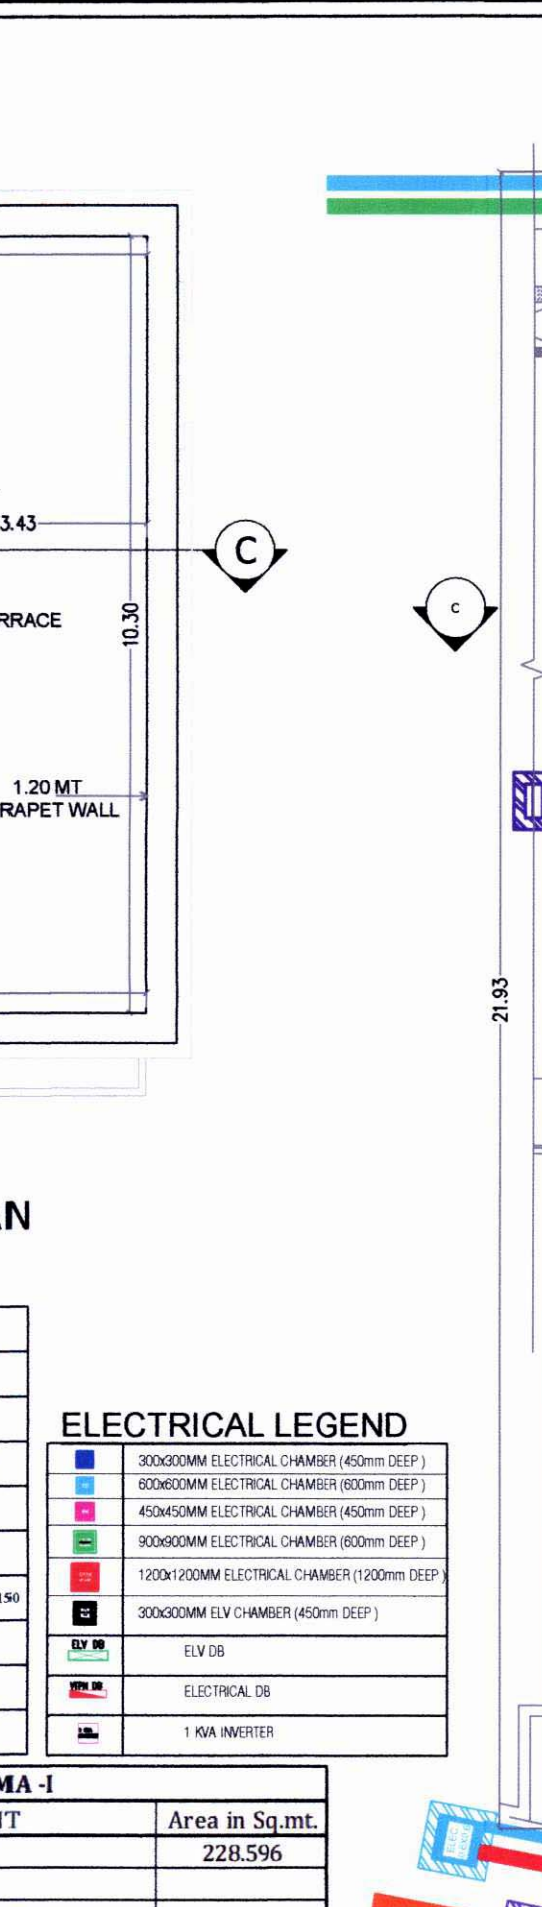 3.43
C
RRACE
10.30
c
1.20 MT
RAPET WALL
21.93
AN
150
ELECTRICAL LEGEND
300x300MM ELECTRICAL CHAMBER (450mm DEEP )
600x600MM ELECTRICAL CHAMBER (600mm DEEP )
450x450MM ELECTRICAL CHAMBER (450mm DEEP )
900x900MM ELECTRICAL CHAMBER (600mm DEEP )
1200x1200MM ELECTRICAL CHAMBER (1200mm DEEP )
300x300MM ELV CHAMBER (450mm DEEP )
ELV DB ELV DB
ELECTRICAL DB
1 KVA INVERTER
MA -I
NT Area in Sq.mt.
228.596
ELEC.